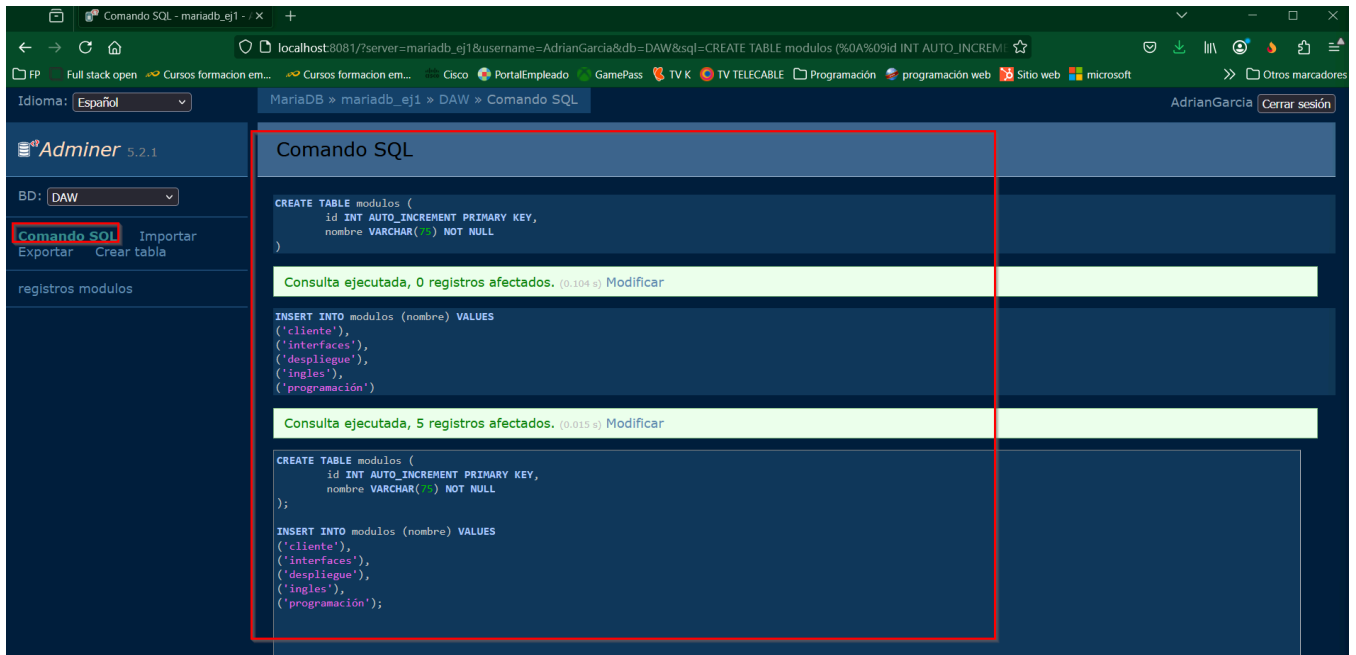 Comando SQL - mariadb_ej1 - /
localhost:8081/?server=mariadb_ej1&username=AdrianGarcia&db=DAW&sql=CREATE TABLE modulos (%0A%09id INT AUTO_INCREME
FP Full stack open Cursos formacion em... Cursos formacion em... Cisco PortalEmpleado GamePass TV K TV TELECABLE Programación programación web Sitio web microsoft Otros marcadores
Idioma: Español MariaDB » mariadb_ej1 » DAW » Comando SQL AdrianGarcia Cerrar sesión
Adminer 5.2.1
BD: DAW
Comando SQL Importar
Exportar Crear tabla
registros modulos
Comando SQL
CREATE TABLE modulos (
id INT AUTO_INCREMENT PRIMARY KEY,
nombre VARCHAR(75) NOT NULL
)
Consulta ejecutada, 0 registros afectados. (0.104 s) Modificar
INSERT INTO modulos (nombre) VALUES
('cliente'),
('interfaces'),
('despliegue'),
('ingles'),
('programación')
Consulta ejecutada, 5 registros afectados. (0.015 s) Modificar
CREATE TABLE modulos (
id INT AUTO_INCREMENT PRIMARY KEY,
nombre VARCHAR(75) NOT NULL
);
INSERT INTO modulos (nombre) VALUES
('cliente'),
('interfaces'),
('despliegue'),
('ingles'),
('programación');